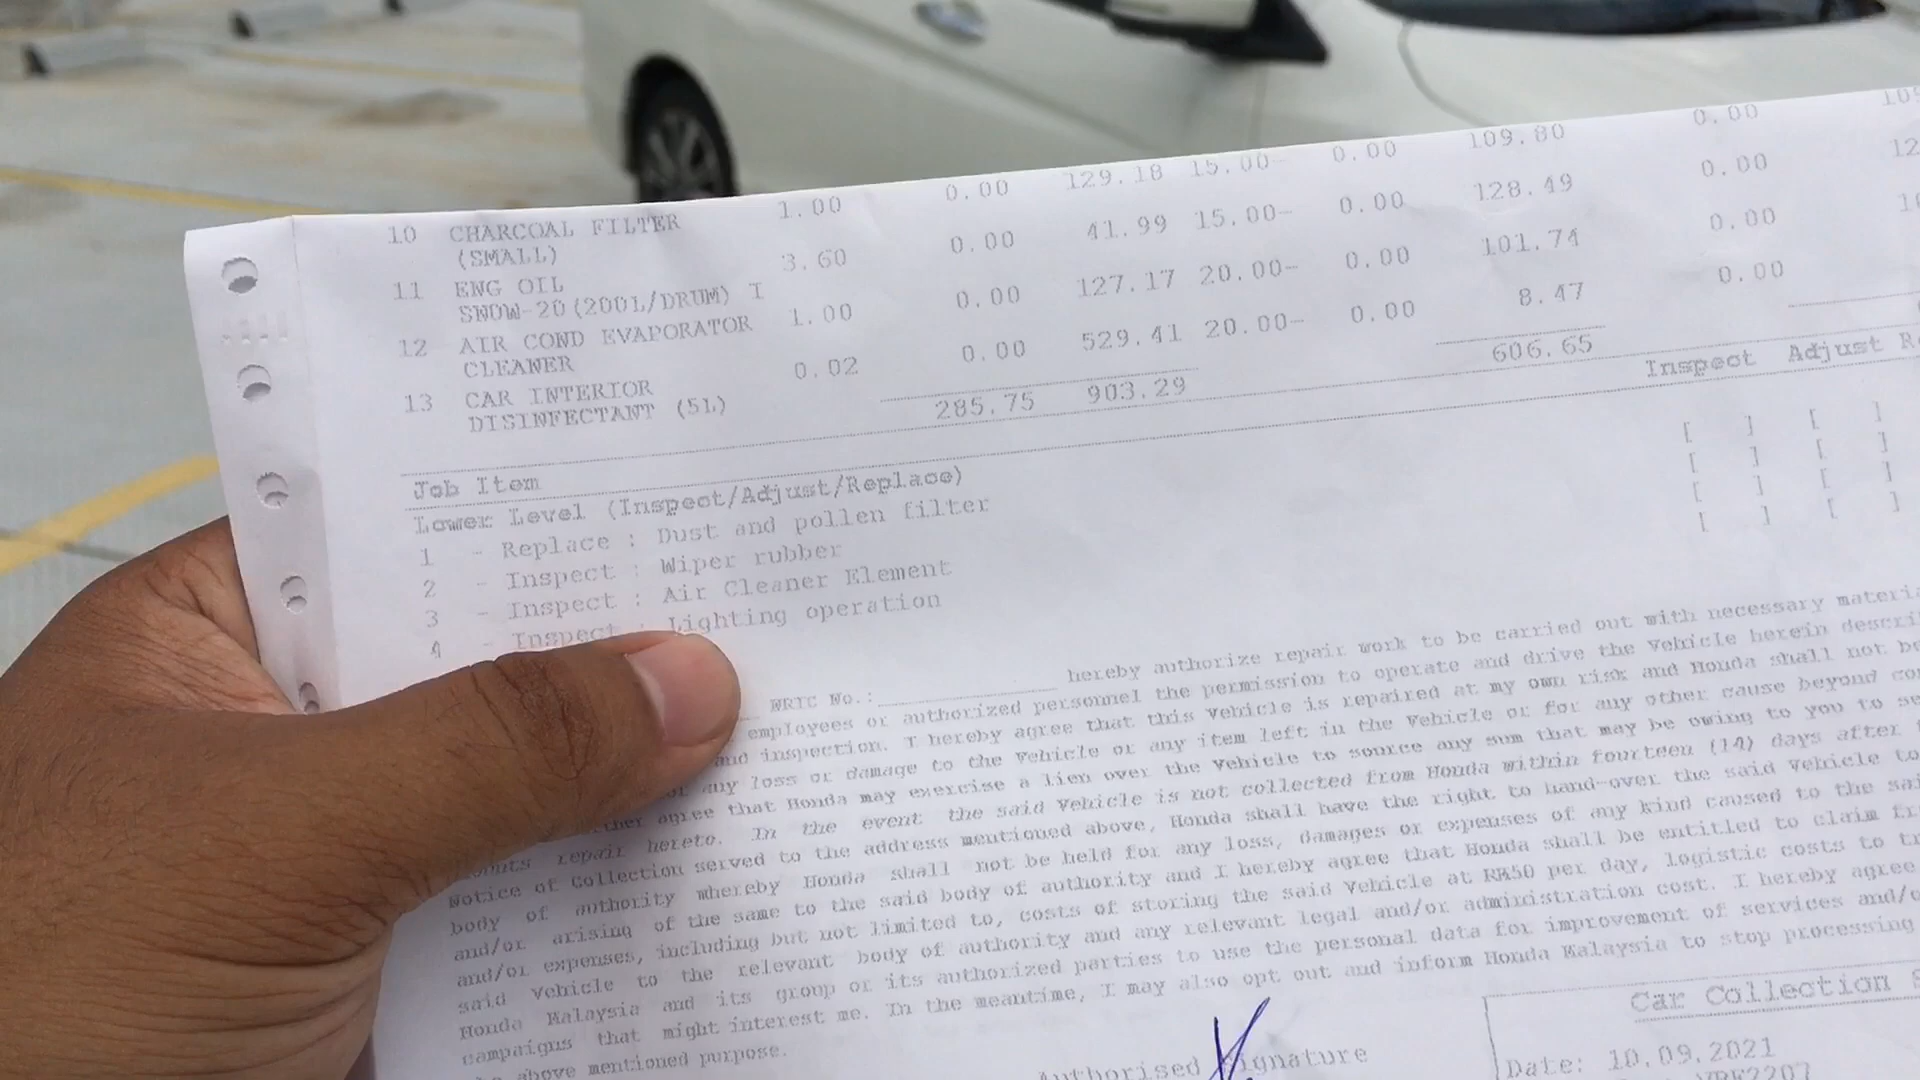 10 CHARCOAL FILTER 1.00 0.00 129.18 15.00- 0.00 109.80 0.00
(SMALL)
11 ENG OIL 3.60 0.00 41.99 15.00- 0.00 128.49 0.00
SNOW-20(200L/DRUM) I
12 AIR COND EVAPORATOR 1.00 0.00 127.17 20.00- 0.00 101.74 0.00
CLEANER
13 CAR INTERIOR 0.02 0.00 529.41 20.00- 0.00 8.47 0.00
DISINFECTANT (5L)
285.75 903.29 606.65
Job Item Inspect Adjust
Lower Level (Inspect/Adjust/Replace)
1 - Replace : Dust and pollen filter [ ] [ ]
2 - Inspect : Wiper rubber [ ] [ ]
3 - Inspect : Air Cleaner Element [ ] [ ]
4 - Inspect : Lighting operation [ ] [ ]
NRIC No.: hereby authorize repair work to be carried out with necessary
employees or authorized personnel the permission to operate and drive the Vehicle herein
and inspection. I hereby agree that this Vehicle is repaired at my own risk and Honda shall not be
any loss or damage to the Vehicle or any item left in the Vehicle or for any other cause beyond
agree that Honda may exercise a lien over the Vehicle to source any sum that may be owing to you to
repair hereto. In the event the said Vehicle is not collected from Honda within fourteen (14) days after
Notice of Collection served to the address mentioned above, Honda shall have the right to hand-over the said Vehicle to
body of authority whereby Honda shall not be held for any loss, damages or expenses of any kind caused to the
and/or arising of the same to the said body of authority and I hereby agree that Honda shall be entitled to claim
and/or expenses, including but not limited to, costs of storing the said Vehicle at RM50 per day, logistic costs to
said Vehicle to the relevant body of authority and any relevant legal and/or administration cost. I hereby agree
Honda Malaysia and its group or its authorized parties to use the personal data for improvement of services and/
campaigns that might interest me. In the meantime, I may also opt out and inform Honda Malaysia to stop processing
above mentioned purpose.
Authorised Signature
Car Collection
Date: 10.09.2021